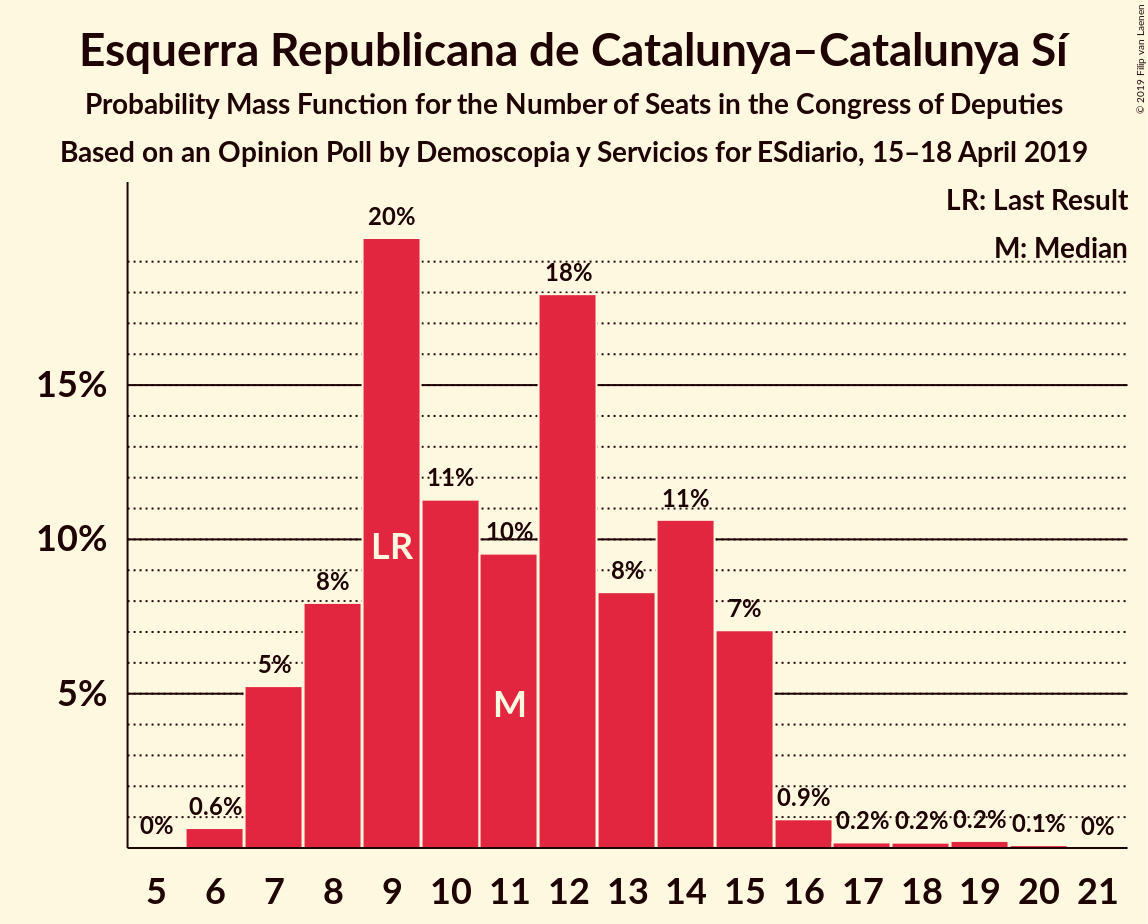 Esquerra Republicana de Catalunya–Catalunya Sí
Probability Mass Function for the Number of Seats in the Congress of Deputies
Based on an Opinion Poll by Demoscopia y Servicios for ESdiario, 15–18 April 2019
© 2019 Filip van Laenen
LR: Last Result
M: Median
15%
10%
5%
0%
0.6%
5%
8%
20%
11%
10%
18%
8%
11%
7%
0.9%
0.2%
0.2%
0.2%
0.1%
0%
LR
M
5 6 7 8 9 10 11 12 13 14 15 16 17 18 19 20 21